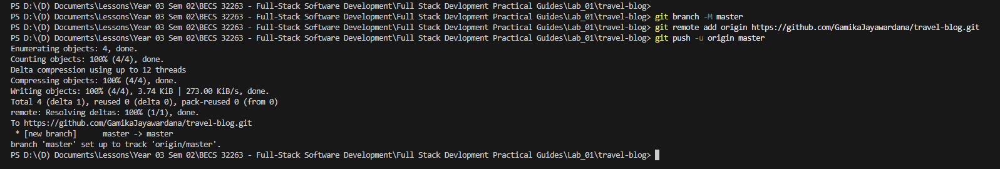 PS D:\(D) Documents\Lessons\Year 03 Sem 02\BECS 32263 - Full-Stack Software Development\Full Stack Devlopment Practical Guides\Lab_01\travel-blog>
PS D:\(D) Documents\Lessons\Year 03 Sem 02\BECS 32263 - Full-Stack Software Development\Full Stack Devlopment Practical Guides\Lab_01\travel-blog> git branch -M master
PS D:\(D) Documents\Lessons\Year 03 Sem 02\BECS 32263 - Full-Stack Software Development\Full Stack Devlopment Practical Guides\Lab_01\travel-blog> git remote add origin https://github.com/GamikaJayawardana/travel-blog.git
PS D:\(D) Documents\Lessons\Year 03 Sem 02\BECS 32263 - Full-Stack Software Development\Full Stack Devlopment Practical Guides\Lab_01\travel-blog> git push -u origin master
Enumerating objects: 4, done.
Counting objects: 100% (4/4), done.
Delta compression using up to 12 threads
Compressing objects: 100% (4/4), done.
Writing objects: 100% (4/4), 3.74 KiB | 273.00 KiB/s, done.
Total 4 (delta 1), reused 0 (delta 0), pack-reused 0 (from 0)
remote: Resolving deltas: 100% (1/1), done.
To https://github.com/GamikaJayawardana/travel-blog.git
 * [new branch]      master -> master
branch 'master' set up to track 'origin/master'.
PS D:\(D) Documents\Lessons\Year 03 Sem 02\BECS 32263 - Full-Stack Software Development\Full Stack Devlopment Practical Guides\Lab_01\travel-blog>